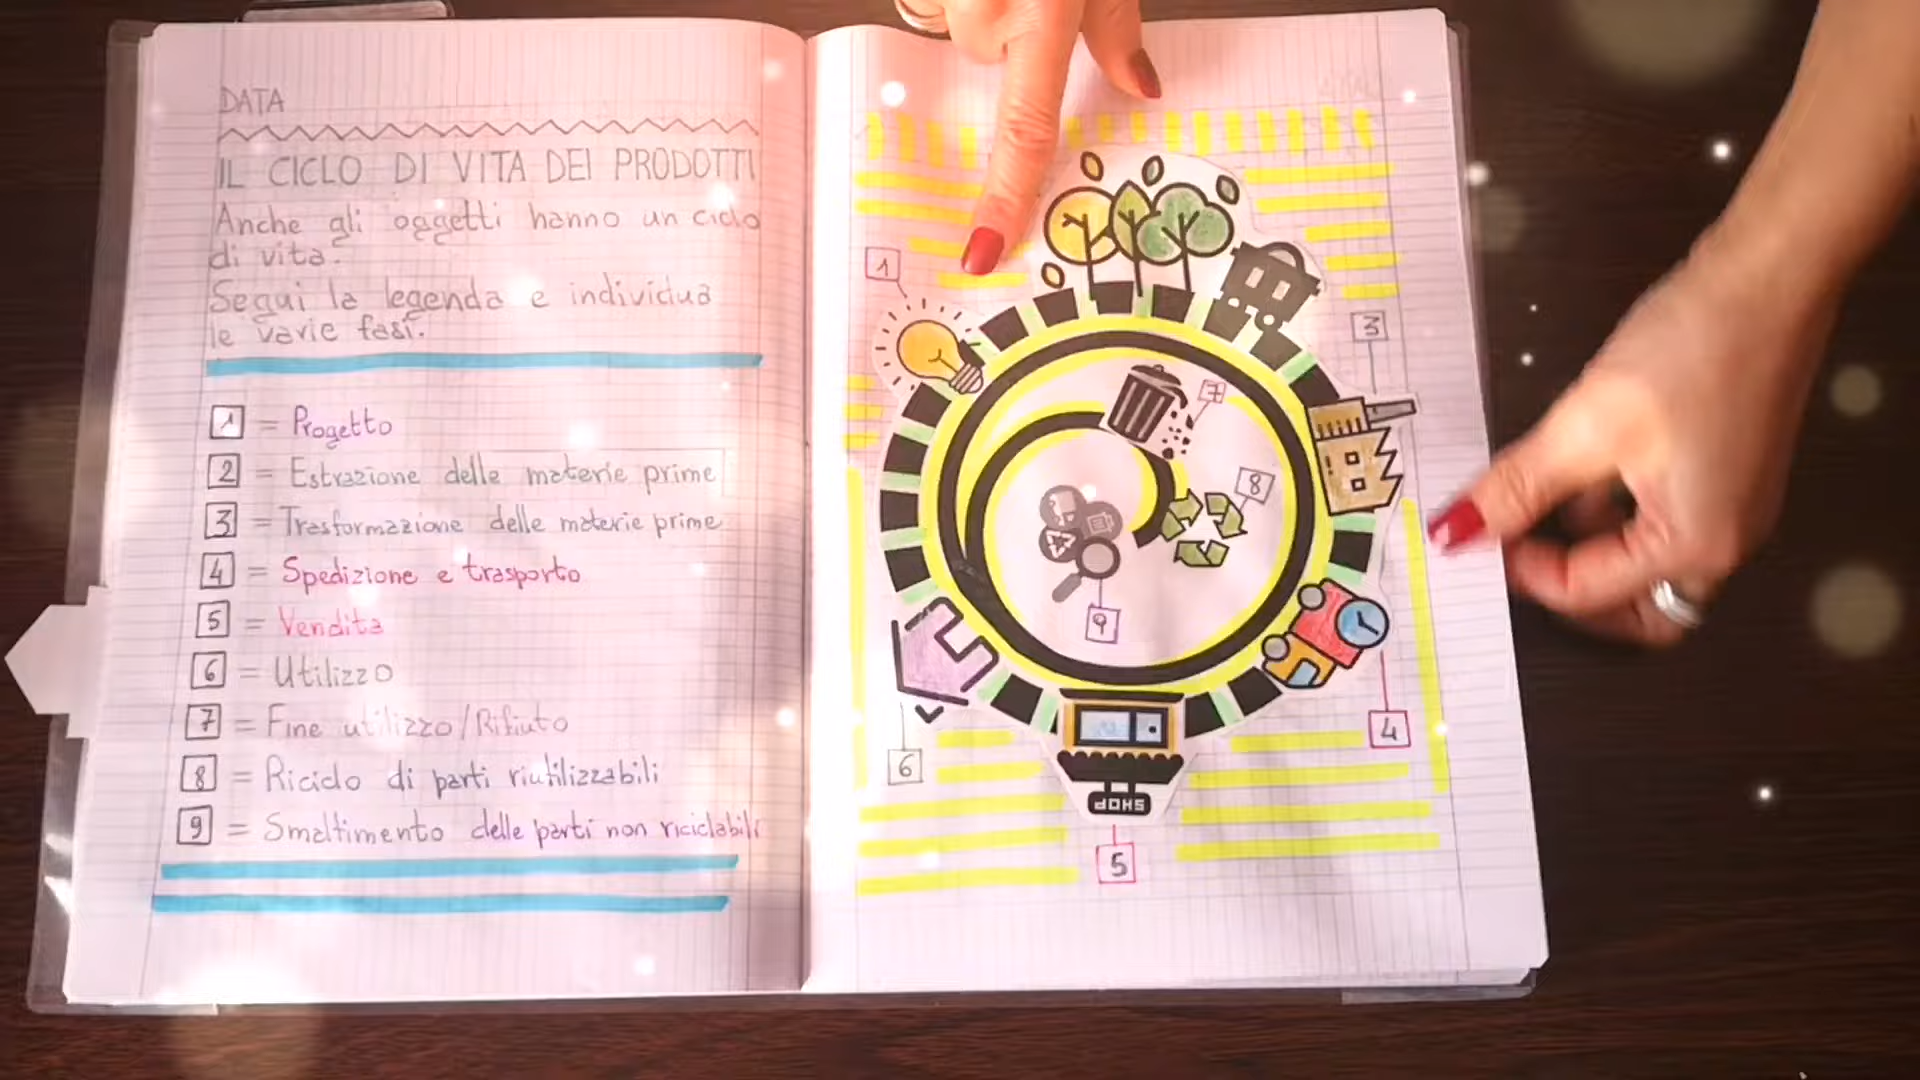 DATA
IL CICLO DI VITA DEI PRODOTTI
Anche gli oggetti hanno un ciclo
di vita.
Segui la legenda e individua
le varie fasi.
1 = Progetto
2 = Estrazione delle materie prime
3 = Trasformazione delle materie prime
4 = Spedizione e trasporto
5 = Vendita
6 = Utilizzo
7 = Fine utilizzo/Rifiuto
8 = Riciclo di parti riutilizzabili
9 = Smaltimento delle parti non riciclabili
1
3
7
8
9
4
6
SHOP
5